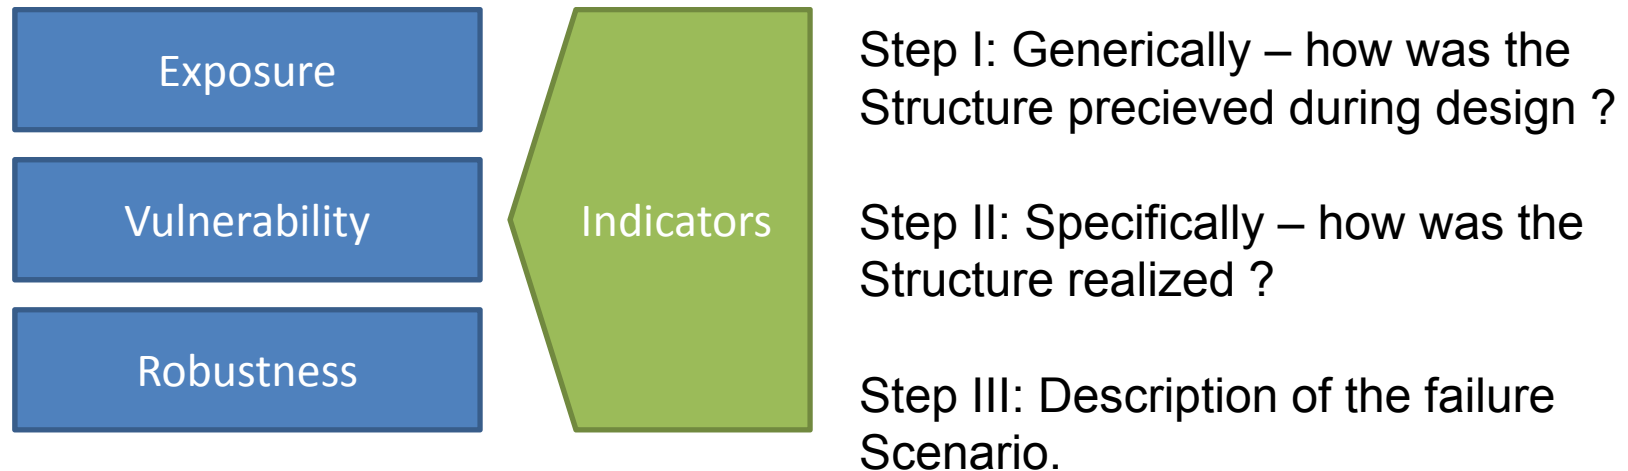 Exposure
Vulnerability
Robustness
Indicators
Step I: Generically – how was the
Structure precieved during design ?
Step II: Specifically – how was the
Structure realized ?
Step III: Description of the failure
Scenario.